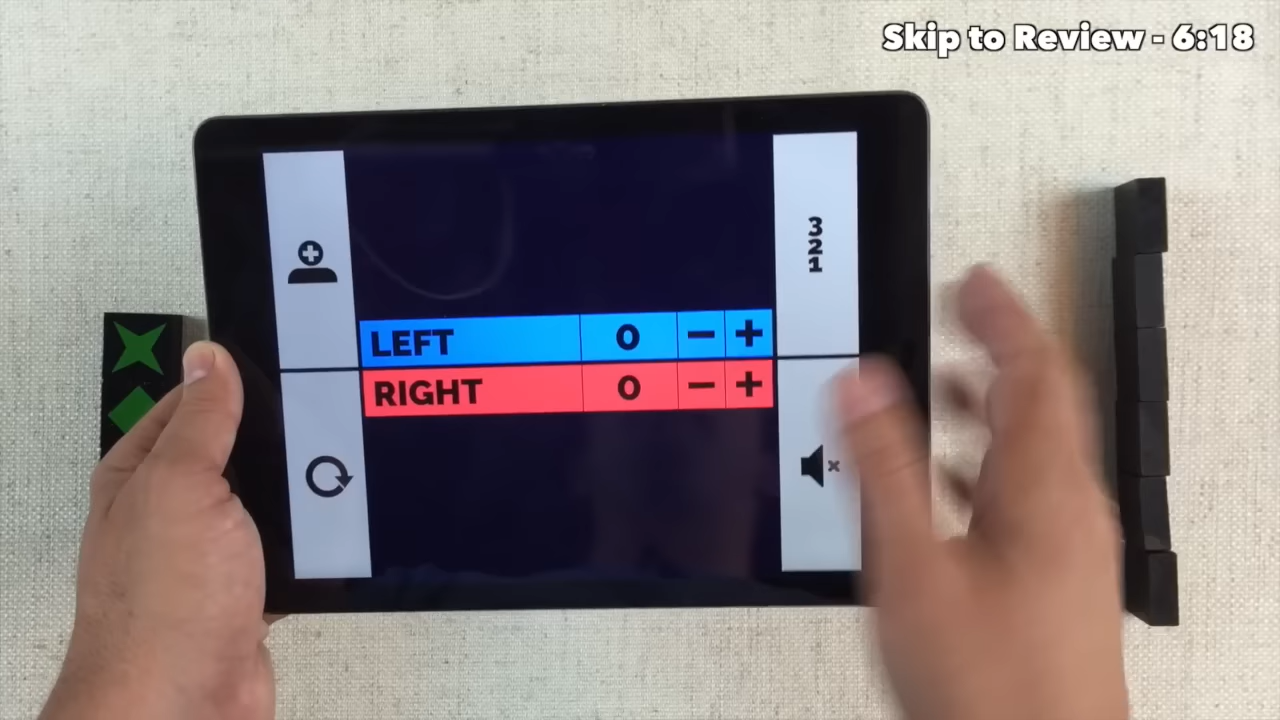 Skip to Review - 6:18
3
2
1
LEFT 0 − +
RIGHT 0 − +